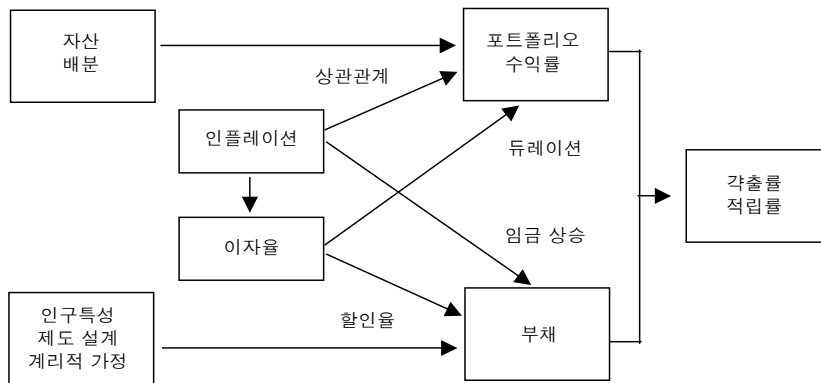 자산
배분
포트폴리오
수익률
상관관계
인플레이션
듀레이션
갹출률
적립률
이자율
임금 상승
인구특성
제도 설계
계리적 가정
할인율
부채